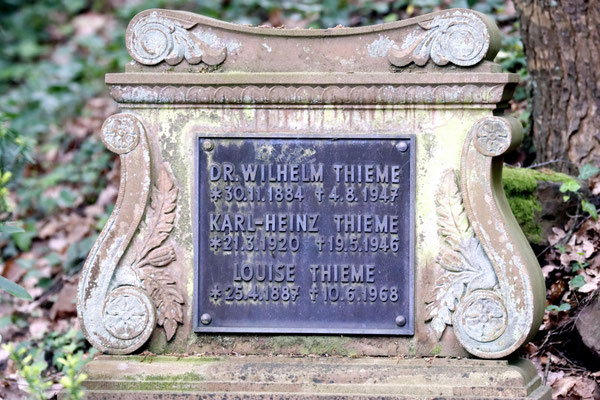 DR. WILHELM THIEME
*30.11.1884 †4.8.1947
KARL-HEINZ THIEME
*21.3.1920 †19.5.1946
LOUISE THIEME
*25.4.1887 †10.6.1968